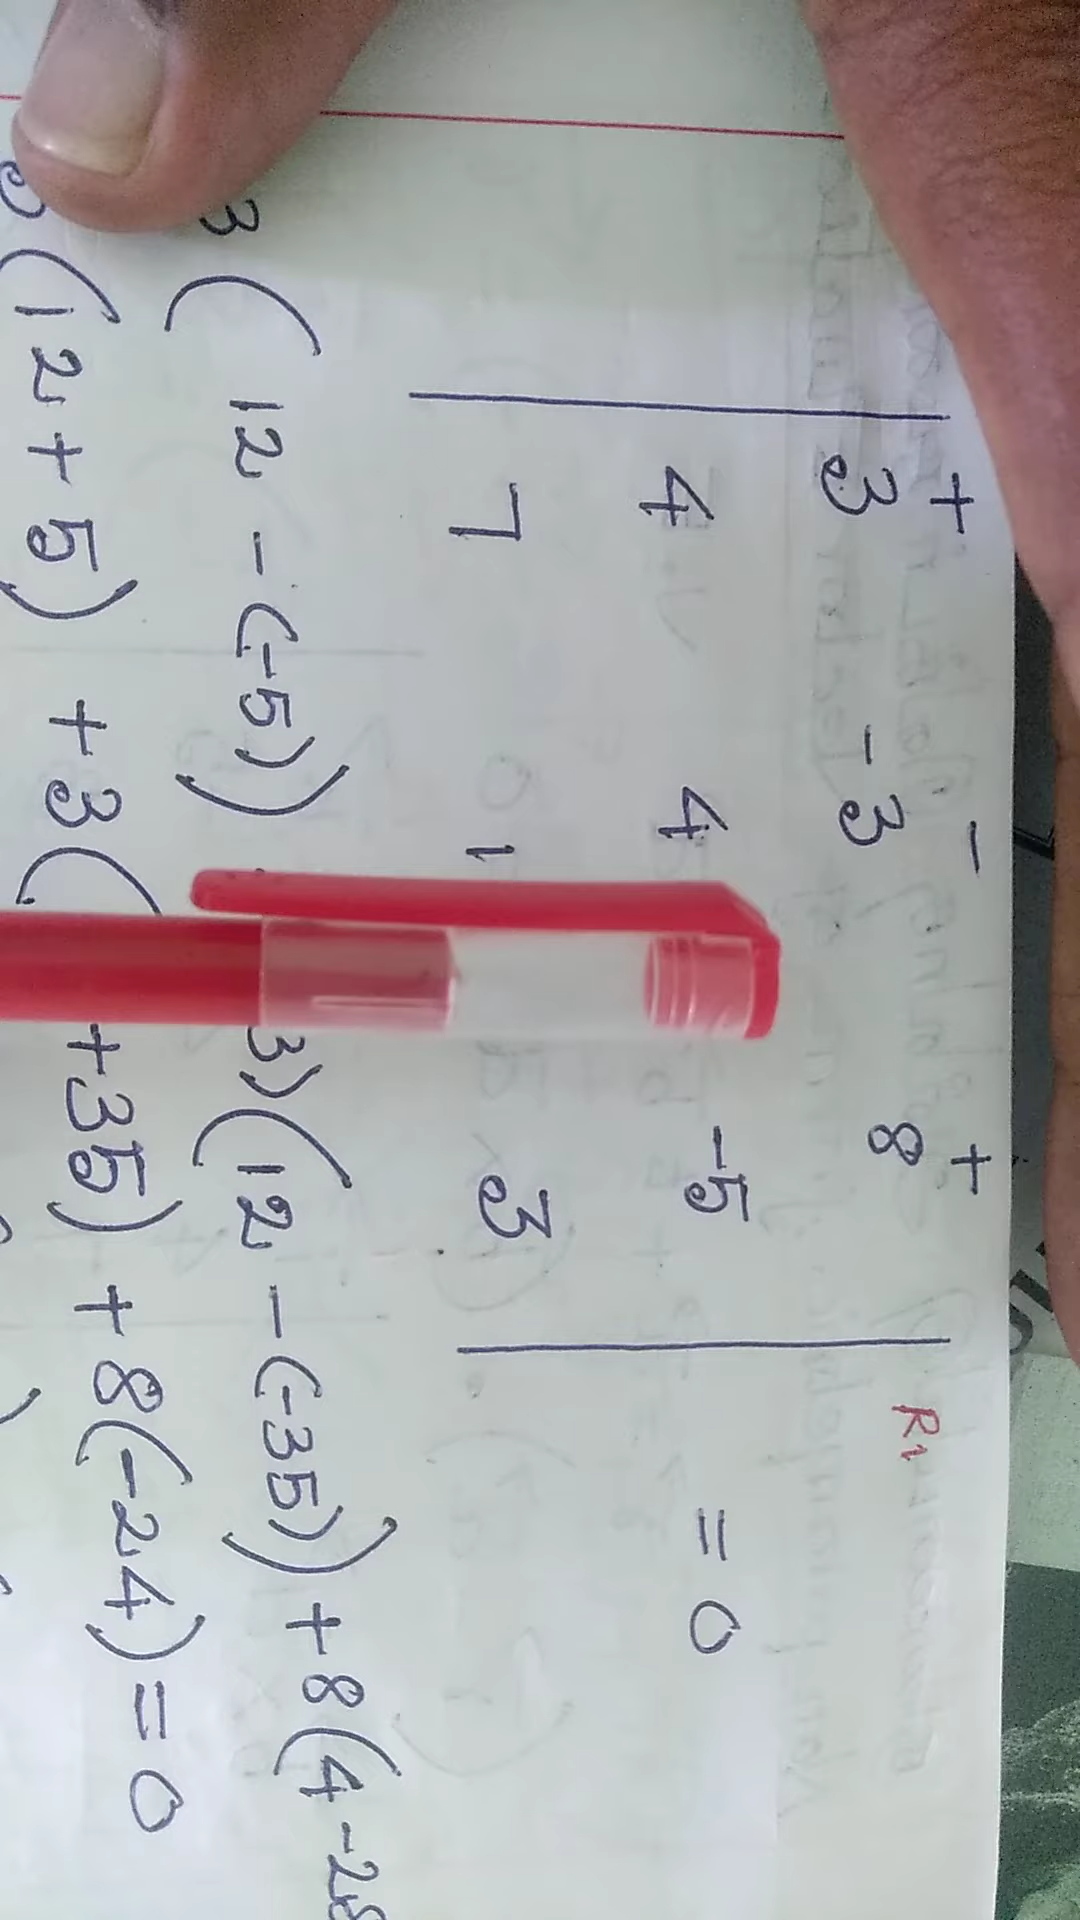 + - +
3 -3 8 R1
4 4 -5 = 0
7 1 3
3 ( 12 - (-5)) 3)(12 - (-35)) + 8(4 -28
(12 + 5) + 3( +35) + 8(-24) = 0